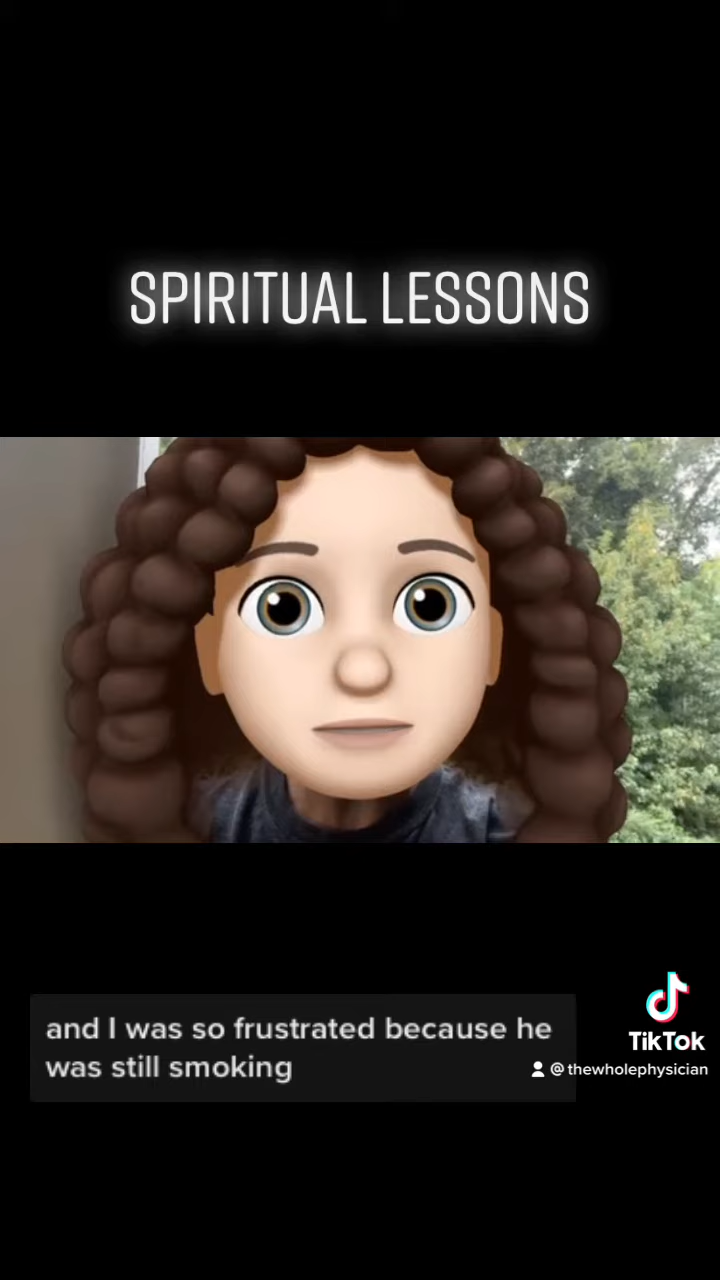 SPIRITUAL LESSONS
and I was so frustrated because he
was still smoking
TikTok
@thewholephysician